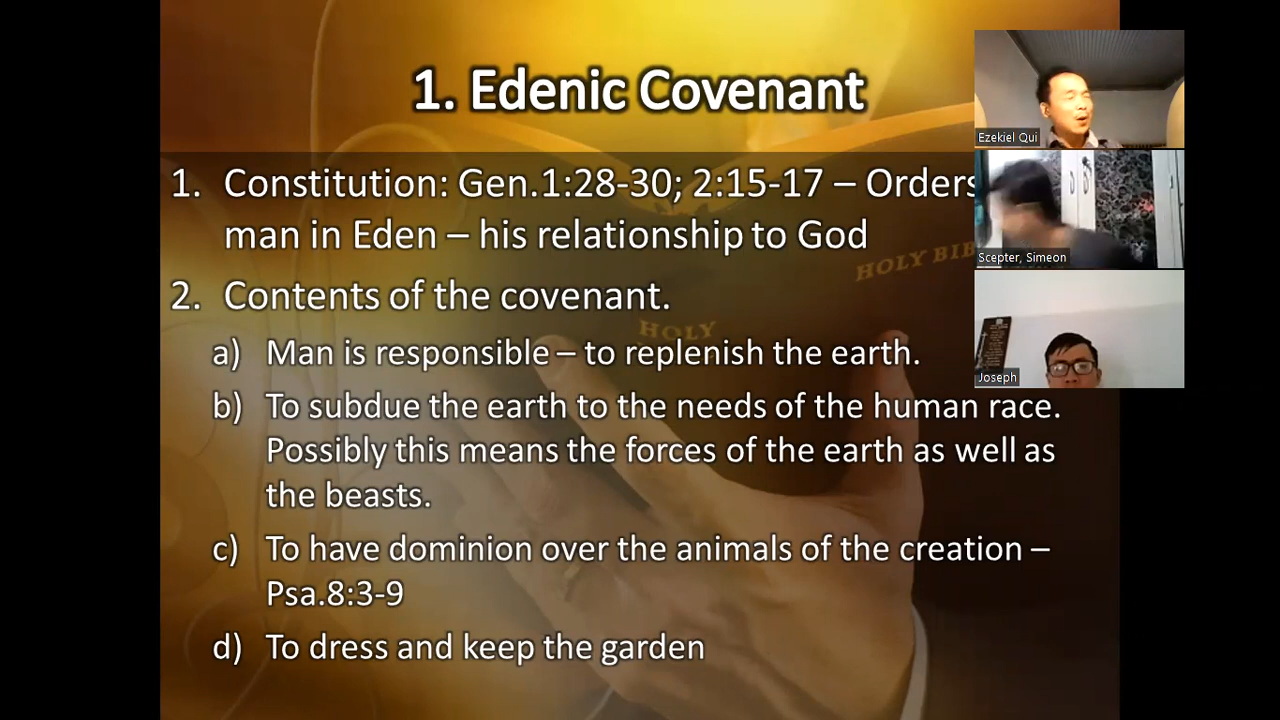 1. Edenic Covenant
1. Constitution: Gen.1:28-30; 2:15-17 – Orders
man in Eden – his relationship to God
2. Contents of the covenant.
a) Man is responsible – to replenish the earth.
b) To subdue the earth to the needs of the human race.
Possibly this means the forces of the earth as well as
the beasts.
c) To have dominion over the animals of the creation –
Psa.8:3-9
d) To dress and keep the garden
HOLY BIB
HOLY
Ezekiel Qui
Scepter, Simeon
Joseph